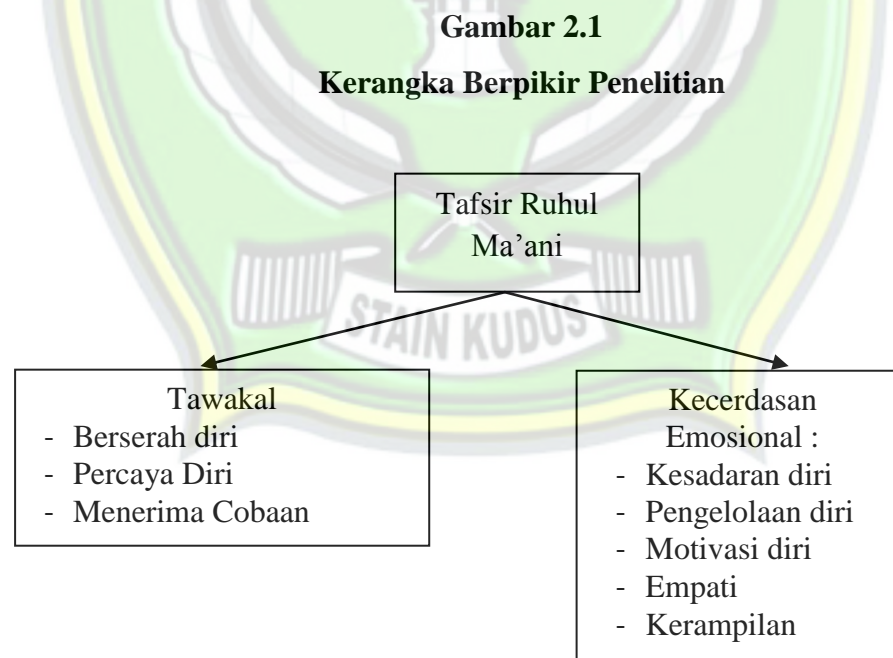 Gambar 2.1
Kerangka Berpikir Penelitian
Tafsir Ruhul
Ma’ani
STAIN KUDUS
Tawakal
- Berserah diri
- Percaya Diri
- Menerima Cobaan
Kecerdasan
Emosional :
- Kesadaran diri
- Pengelolaan diri
- Motivasi diri
- Empati
- Kerampilan